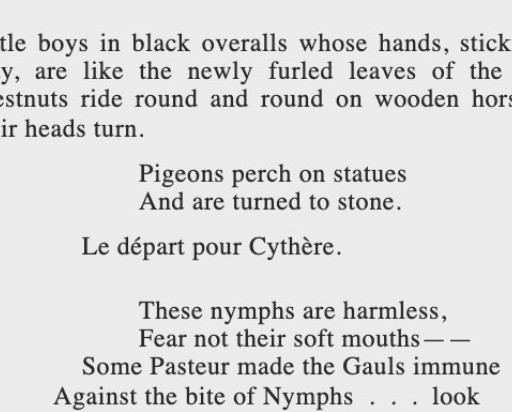 tle boys in black overalls whose hands, stick
y, are like the newly furled leaves of the
estnuts ride round and round on wooden hors
ir heads turn.
Pigeons perch on statues
And are turned to stone.
Le départ pour Cythère.
These nymphs are harmless,
Fear not their soft mouths— —
Some Pasteur made the Gauls immune
Against the bite of Nymphs . . . look